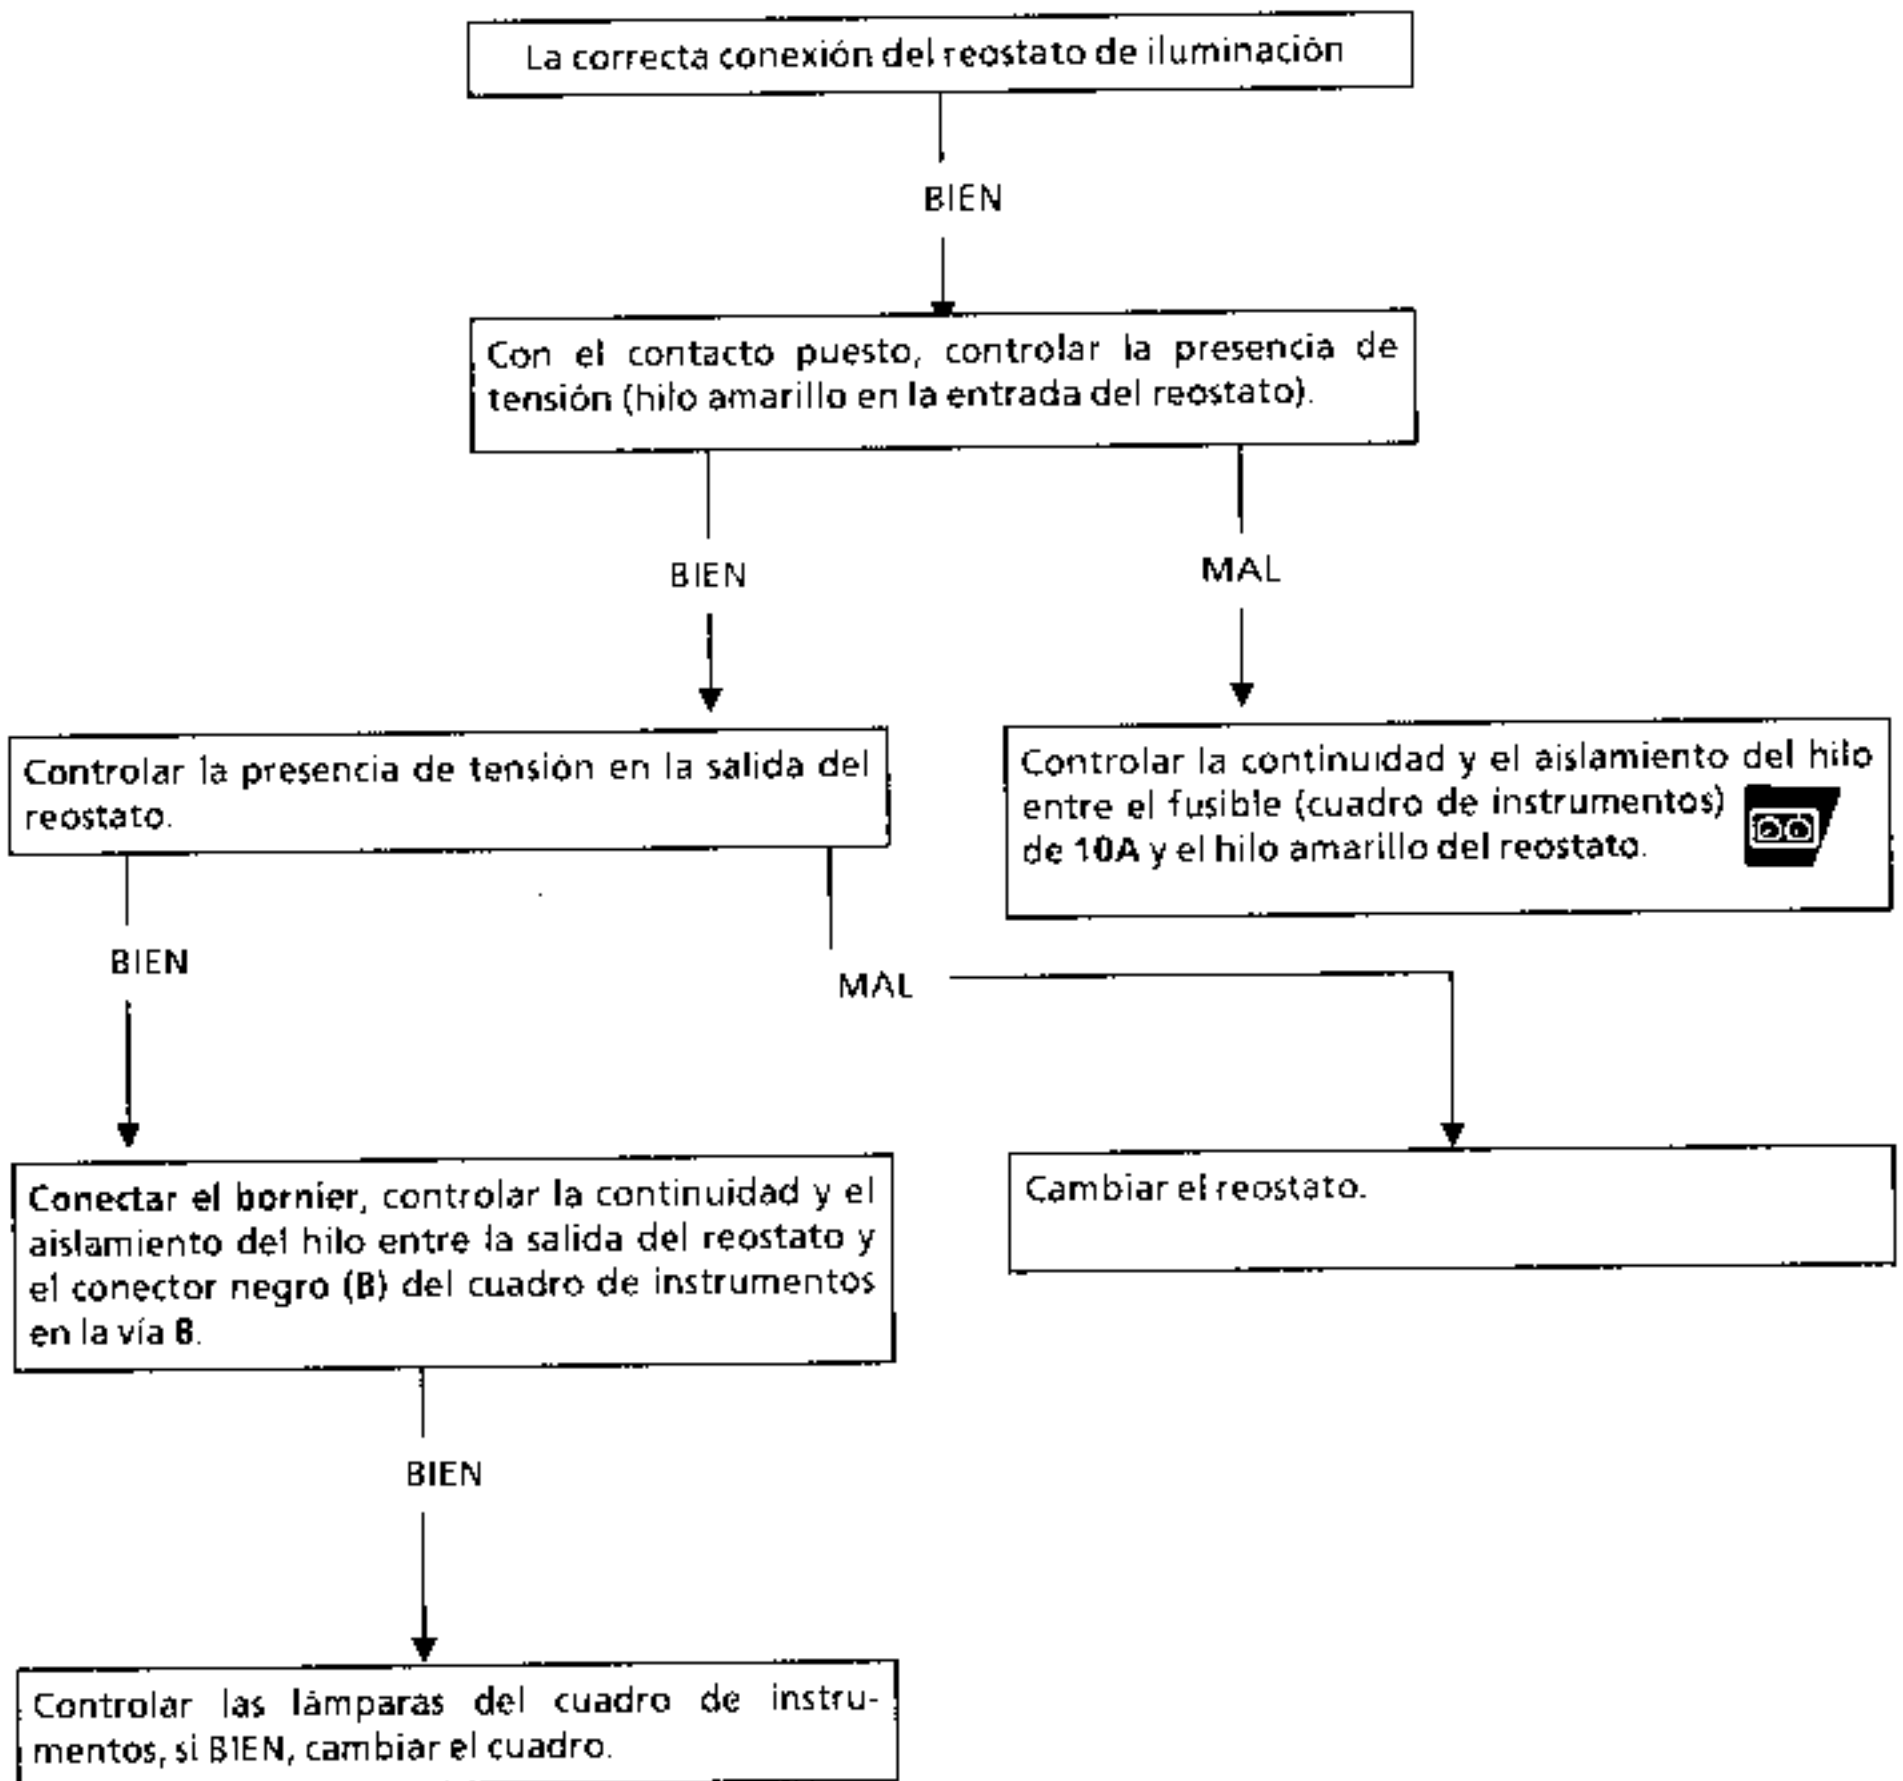 La correcta conexión del reostato de iluminación
BIEN
Con el contacto puesto, controlar la presencia de
tensión (hilo amarillo en la entrada del reostato).
BIEN
MAL
Controlar la presencia de tensión en la salida del
reostato.
Controlar la continuidad y el aislamiento del hilo
entre el fusible (cuadro de instrumentos)
de 10A y el hilo amarillo del reostato.
BIEN
MAL
Conectar el bornier, controlar la continuidad y el
aislamiento del hilo entre la salida del reostato y
el conector negro (B) del cuadro de instrumentos
en la vía 8.
Cambiar el reostato.
BIEN
Controlar las lámparas del cuadro de instru-
mentos, si BIEN, cambiar el cuadro.